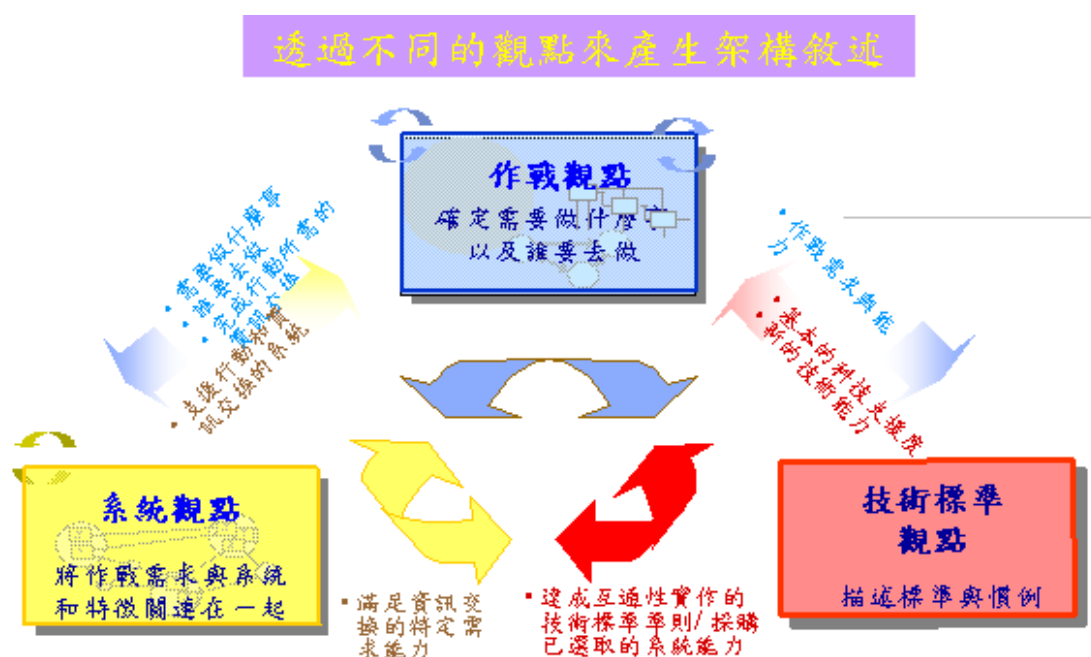 透過不同的觀點來產生架構敘述
作戰觀點
確定需要做什麼事
以及誰要去做
• 需要做什麼事
• 誰要去做
• 完成行動所需的
資訊交換
• 支援行動和資
訊交換的系統
• 作戰需求與能
力
• 基本的科技支援度
• 新的技術能力
系統觀點
將作戰需求與系統
和特徵關連在一起
技術標準
觀點
描述標準與慣例
▪ 滿足資訊交
換的特定需
求能力
▪ 達成互通性實作的
技術標準準則/採購
已選取的系統能力